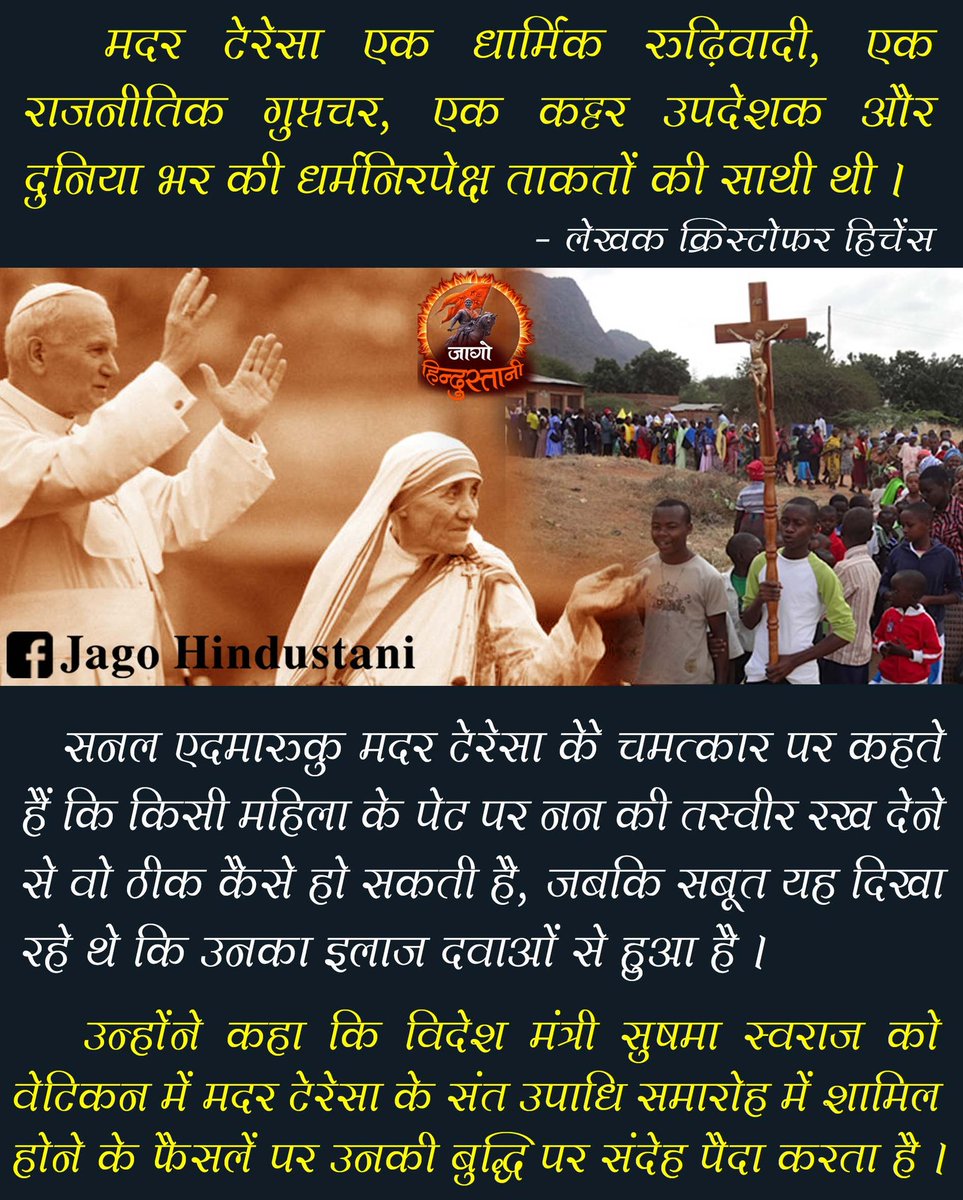 मदर टेरेसा एक धार्मिक रुढ़िवादी, एक
राजनीतिक गुप्तचर, एक कट्टर उपदेशक और
दुनिया भर की धर्मनिरपेक्ष ताकतों की साथी थी ।
- लेखक क्रिस्टोफर हिचेंस
जागो
हिन्दुस्तानी
f Jago Hindustani
सनल एदमारुकु मदर टेरेसा केे चमत्कार पर कहते
हैं कि किसी महिला के पेट पर नन की तस्वीर रख देने
से वो ठीक कैसे हो सकती है, जबकि सबूत यह दिखा
रहे थे कि उनका इलाज दवाओं से हुआ है ।
उन्होंने कहा कि विदेश मंत्री सुषमा स्वराज को
वेटिकन में मदर टेरेसा के संत उपाधि समारोह में शामिल
होने के फैसलें पर उनकी बुद्धि पर संदेह पैदा करता है ।